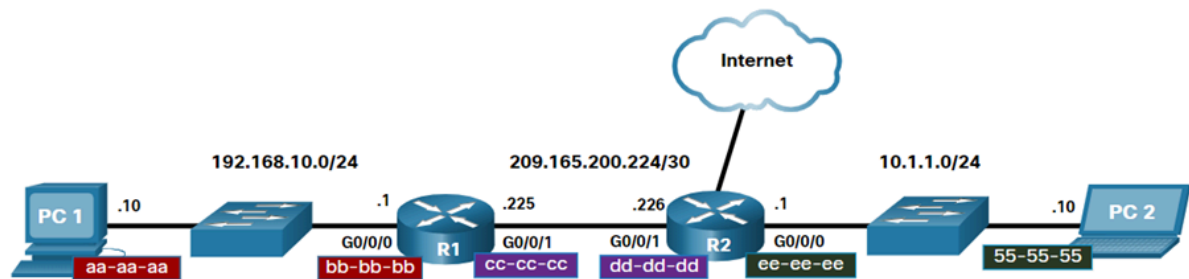 Internet
192.168.10.0/24
209.165.200.224/30
10.1.1.0/24
PC 1
.10
.1
.225
.226
.1
.10
PC 2
R1
R2
G0/0/0
G0/0/1
G0/0/1
G0/0/0
aa-aa-aa
bb-bb-bb
cc-cc-cc
dd-dd-dd
ee-ee-ee
55-55-55